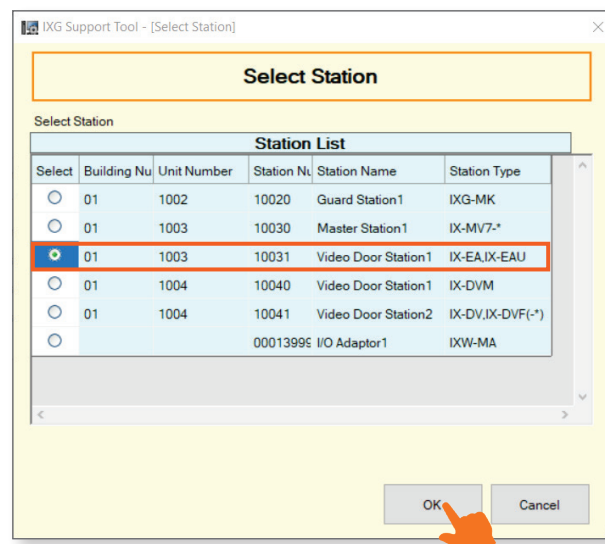 IXG Support Tool - [Select Station]
Select Station
Select Station
Station List
Select Building Nu Unit Number Station Nu Station Name Station Type
01 1002 10020 Guard Station1 IXG-MK
01 1003 10030 Master Station1 IX-MV7-*
01 1003 10031 Video Door Station1 IX-EA,IX-EAU
01 1004 10040 Video Door Station1 IX-DVM
01 1004 10041 Video Door Station2 IX-DV,IX-DVF(-*)
00013999 I/O Adaptor1 IXW-MA
OK Cancel